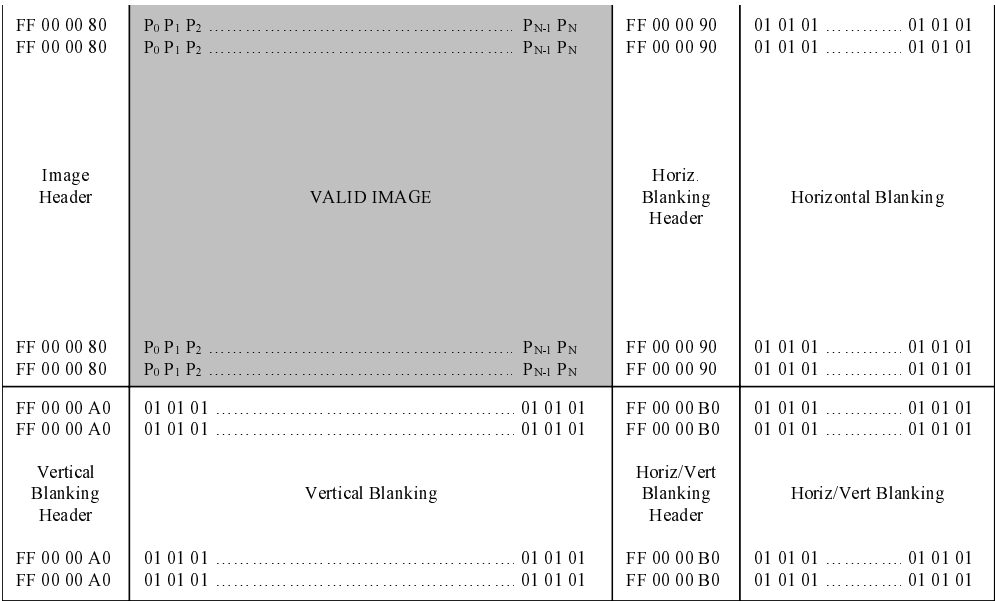 FF 00 00 80 P0 P1 P2 ................................................ PN-1 PN FF 00 00 90 01 01 01 ............ 01 01 01
FF 00 00 80 P0 P1 P2 ................................................ PN-1 PN FF 00 00 90 01 01 01 ............ 01 01 01
Image
Header
VALID IMAGE
Horiz.
Blanking
Header
Horizontal Blanking
FF 00 00 80 P0 P1 P2 ................................................ PN-1 PN FF 00 00 90 01 01 01 ............ 01 01 01
FF 00 00 80 P0 P1 P2 ................................................ PN-1 PN FF 00 00 90 01 01 01 ............ 01 01 01
FF 00 00 A0 01 01 01 ................................................ 01 01 01 FF 00 00 B0 01 01 01 ............ 01 01 01
FF 00 00 A0 01 01 01 ................................................ 01 01 01 FF 00 00 B0 01 01 01 ............ 01 01 01
Vertical
Blanking
Header
Vertical Blanking
Horiz/Vert
Blanking
Header
Horiz/Vert Blanking
FF 00 00 A0 01 01 01 ................................................ 01 01 01 FF 00 00 B0 01 01 01 ............ 01 01 01
FF 00 00 A0 01 01 01 ................................................ 01 01 01 FF 00 00 B0 01 01 01 ............ 01 01 01